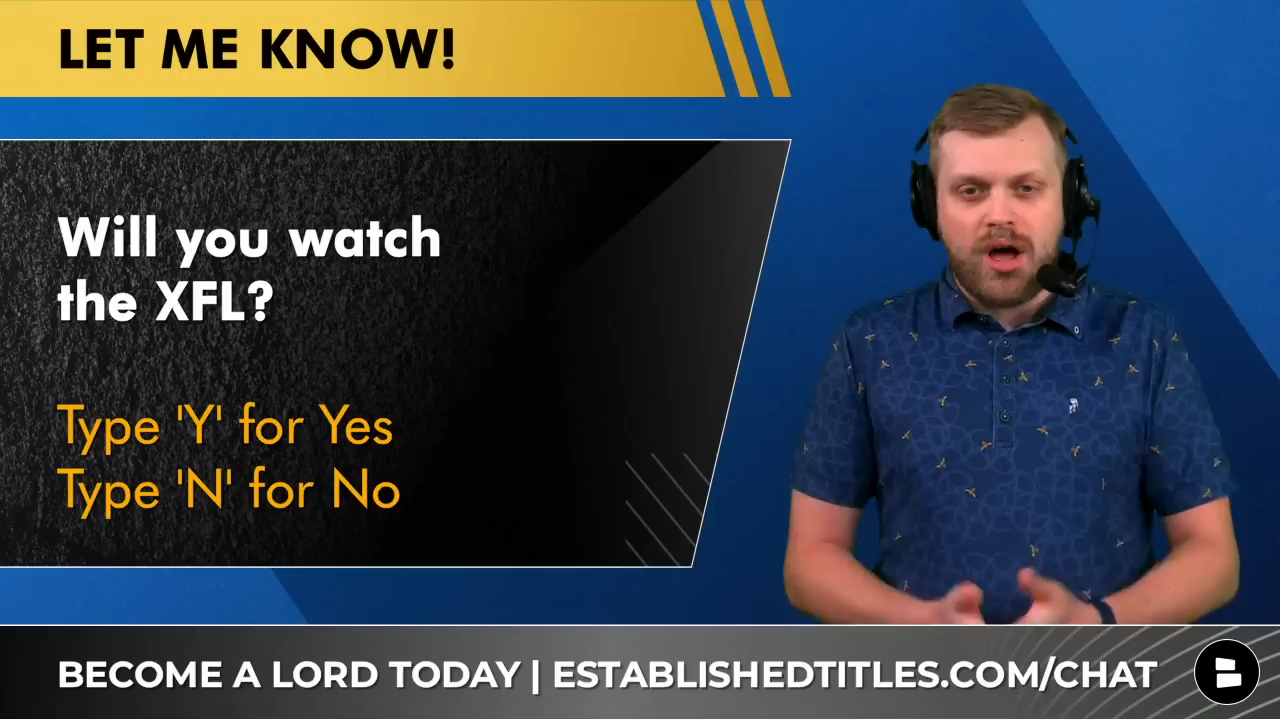 LET ME KNOW!
Will you watch
the XFL?
Type 'Y' for Yes
Type 'N' for No
BECOME A LORD TODAY | ESTABLISHEDTITLES.COM/CHAT